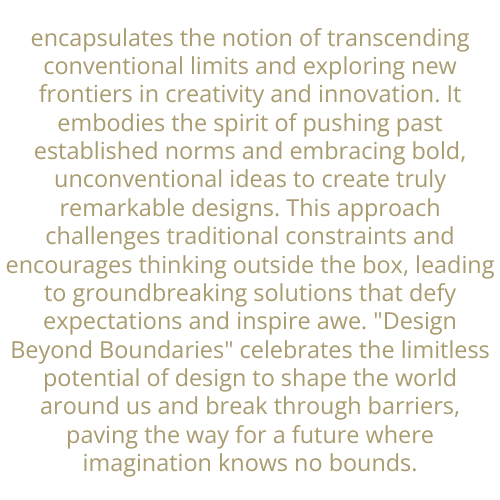 encapsulates the notion of transcending
conventional limits and exploring new
frontiers in creativity and innovation. It
embodies the spirit of pushing past
established norms and embracing bold,
unconventional ideas to create truly
remarkable designs. This approach
challenges traditional constraints and
encourages thinking outside the box, leading
to groundbreaking solutions that defy
expectations and inspire awe. "Design
Beyond Boundaries" celebrates the limitless
potential of design to shape the world
around us and break through barriers,
paving the way for a future where
imagination knows no bounds.